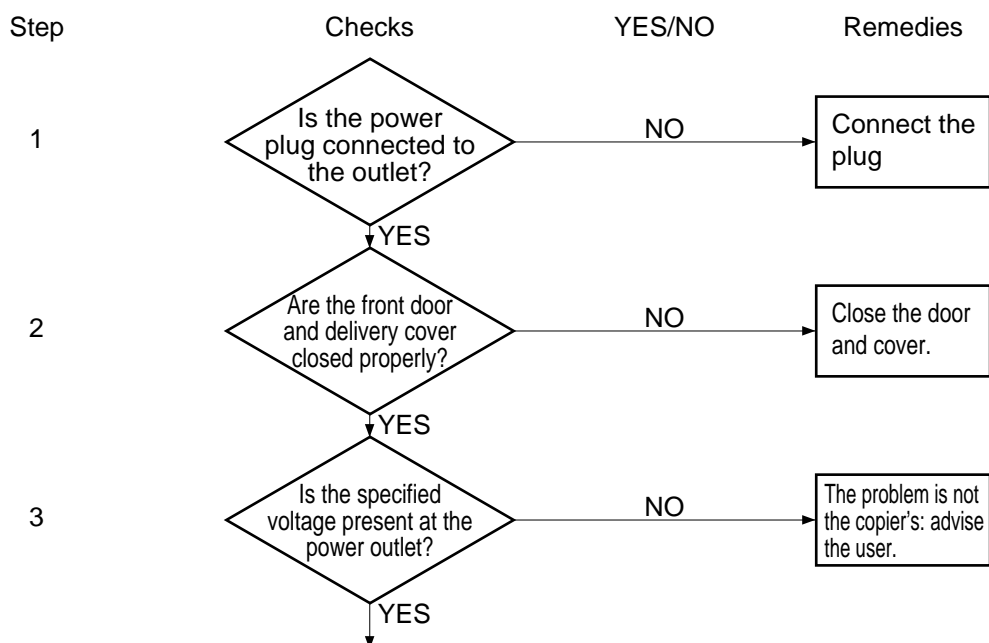 Step Checks YES/NO Remedies
1
Is the power
plug connected to
the outlet?
NO
Connect the
plug
YES
2
Are the front door
and delivery cover
closed properly?
NO
Close the door
and cover.
YES
3
Is the specified
voltage present at the
power outlet?
NO
The problem is not
the copier's: advise
the user.
YES